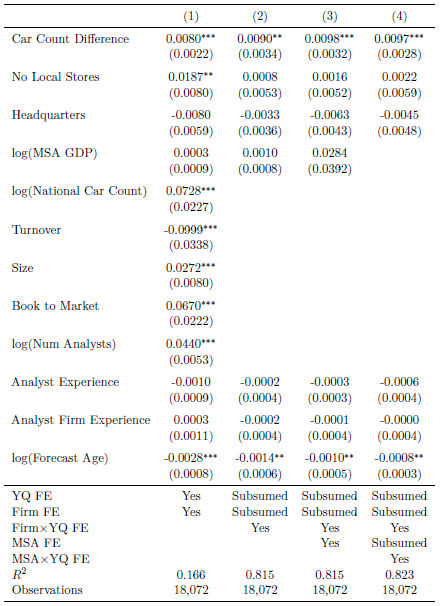 (1) (2) (3) (4)
Car Count Difference 0.0080*** 0.0090** 0.0098*** 0.0097***
(0.0022) (0.0034) (0.0032) (0.0028)
No Local Stores 0.0187** 0.0008 0.0016 0.0022
(0.0080) (0.0053) (0.0052) (0.0059)
Headquarters -0.0080 -0.0033 -0.0063 -0.0045
(0.0059) (0.0036) (0.0043) (0.0048)
log(MSA GDP) 0.0003 0.0010 0.0284
(0.0009) (0.0008) (0.0392)
log(National Car Count) 0.0728***
(0.0227)
Turnover -0.0999***
(0.0338)
Size 0.0272***
(0.0080)
Book to Market 0.0670***
(0.0222)
log(Num Analysts) 0.0440***
(0.0053)
Analyst Experience -0.0010 -0.0002 -0.0003 -0.0006
(0.0009) (0.0004) (0.0003) (0.0004)
Analyst Firm Experience 0.0003 -0.0002 -0.0001 -0.0000
(0.0011) (0.0004) (0.0004) (0.0004)
log(Forecast Age) -0.0028*** -0.0014** -0.0010** -0.0008**
(0.0008) (0.0006) (0.0005) (0.0003)
YQ FE Yes Subsumed Subsumed Subsumed
Firm FE Yes Subsumed Subsumed Subsumed
Firm×YQ FE Yes Yes Yes
MSA FE Yes Subsumed
MSA×YQ FE Yes
R² 0.166 0.815 0.815 0.823
Observations 18,072 18,072 18,072 18,072